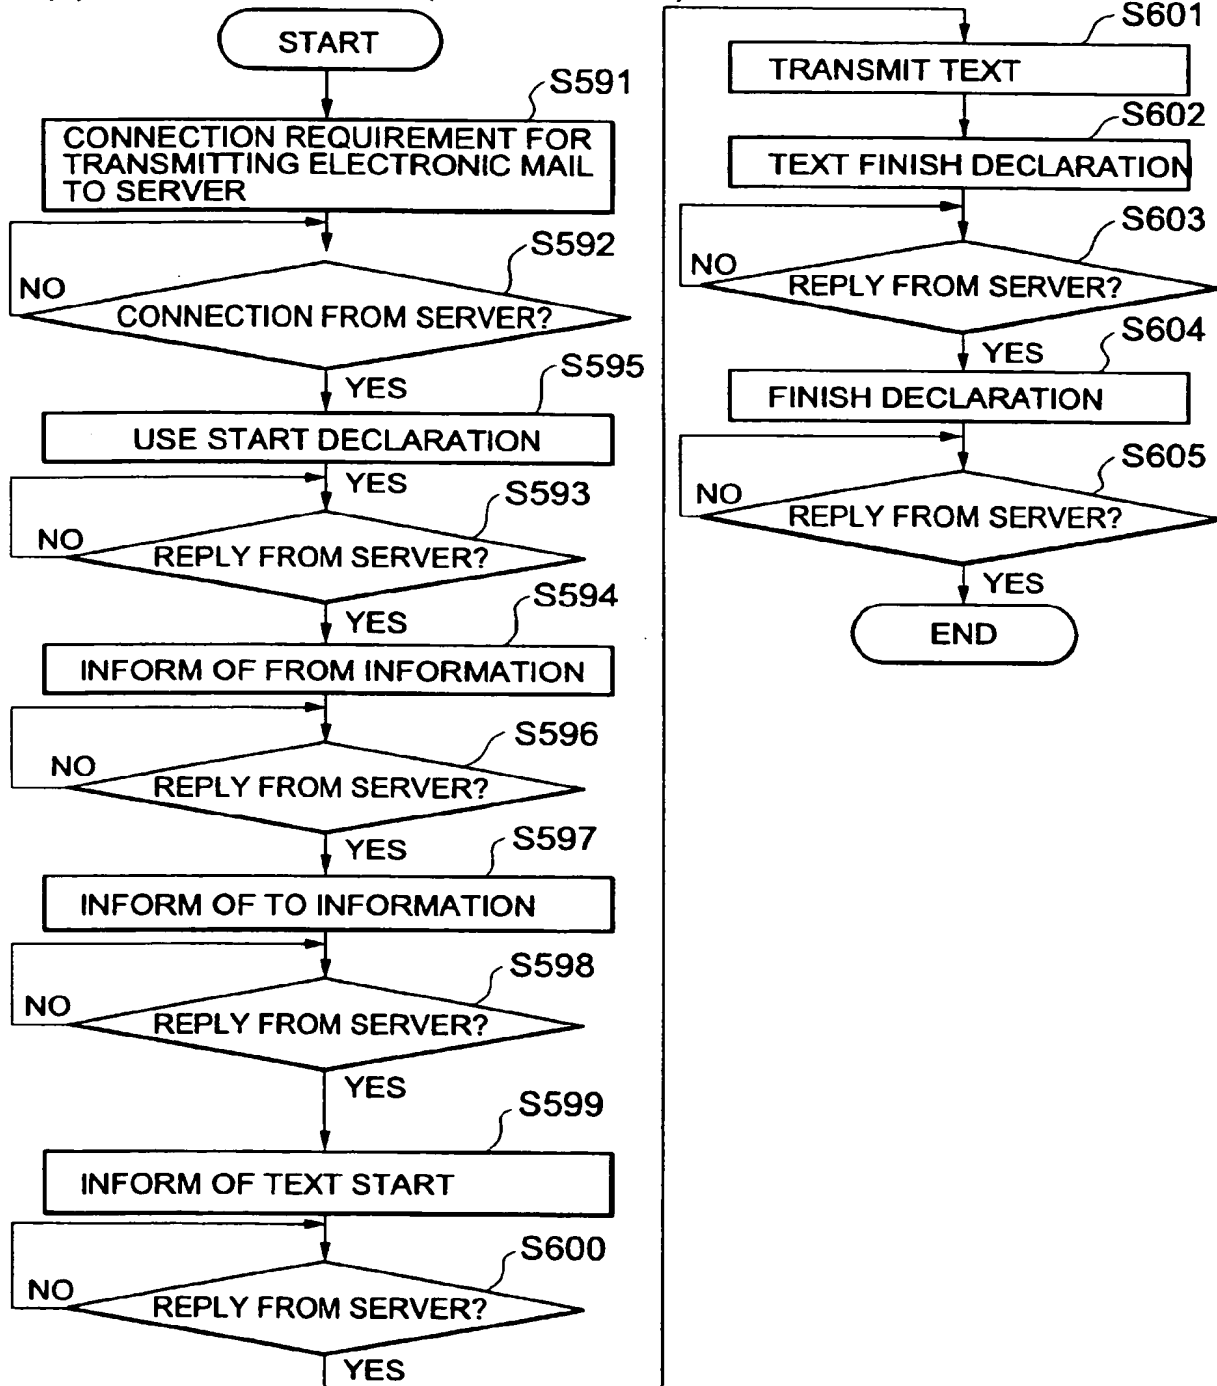 START
S591
CONNECTION REQUIREMENT FOR
TRANSMITTING ELECTRONIC MAIL
TO SERVER
S592
NO
CONNECTION FROM SERVER?
YES
S595
USE START DECLARATION
YES
S593
NO
REPLY FROM SERVER?
YES
S594
INFORM OF FROM INFORMATION
S596
NO
REPLY FROM SERVER?
YES
S597
INFORM OF TO INFORMATION
S598
NO
REPLY FROM SERVER?
YES
S599
INFORM OF TEXT START
S600
NO
REPLY FROM SERVER?
YES
S601
TRANSMIT TEXT
S602
TEXT FINISH DECLARATION
S603
NO
REPLY FROM SERVER?
YES
S604
FINISH DECLARATION
S605
NO
REPLY FROM SERVER?
YES
END